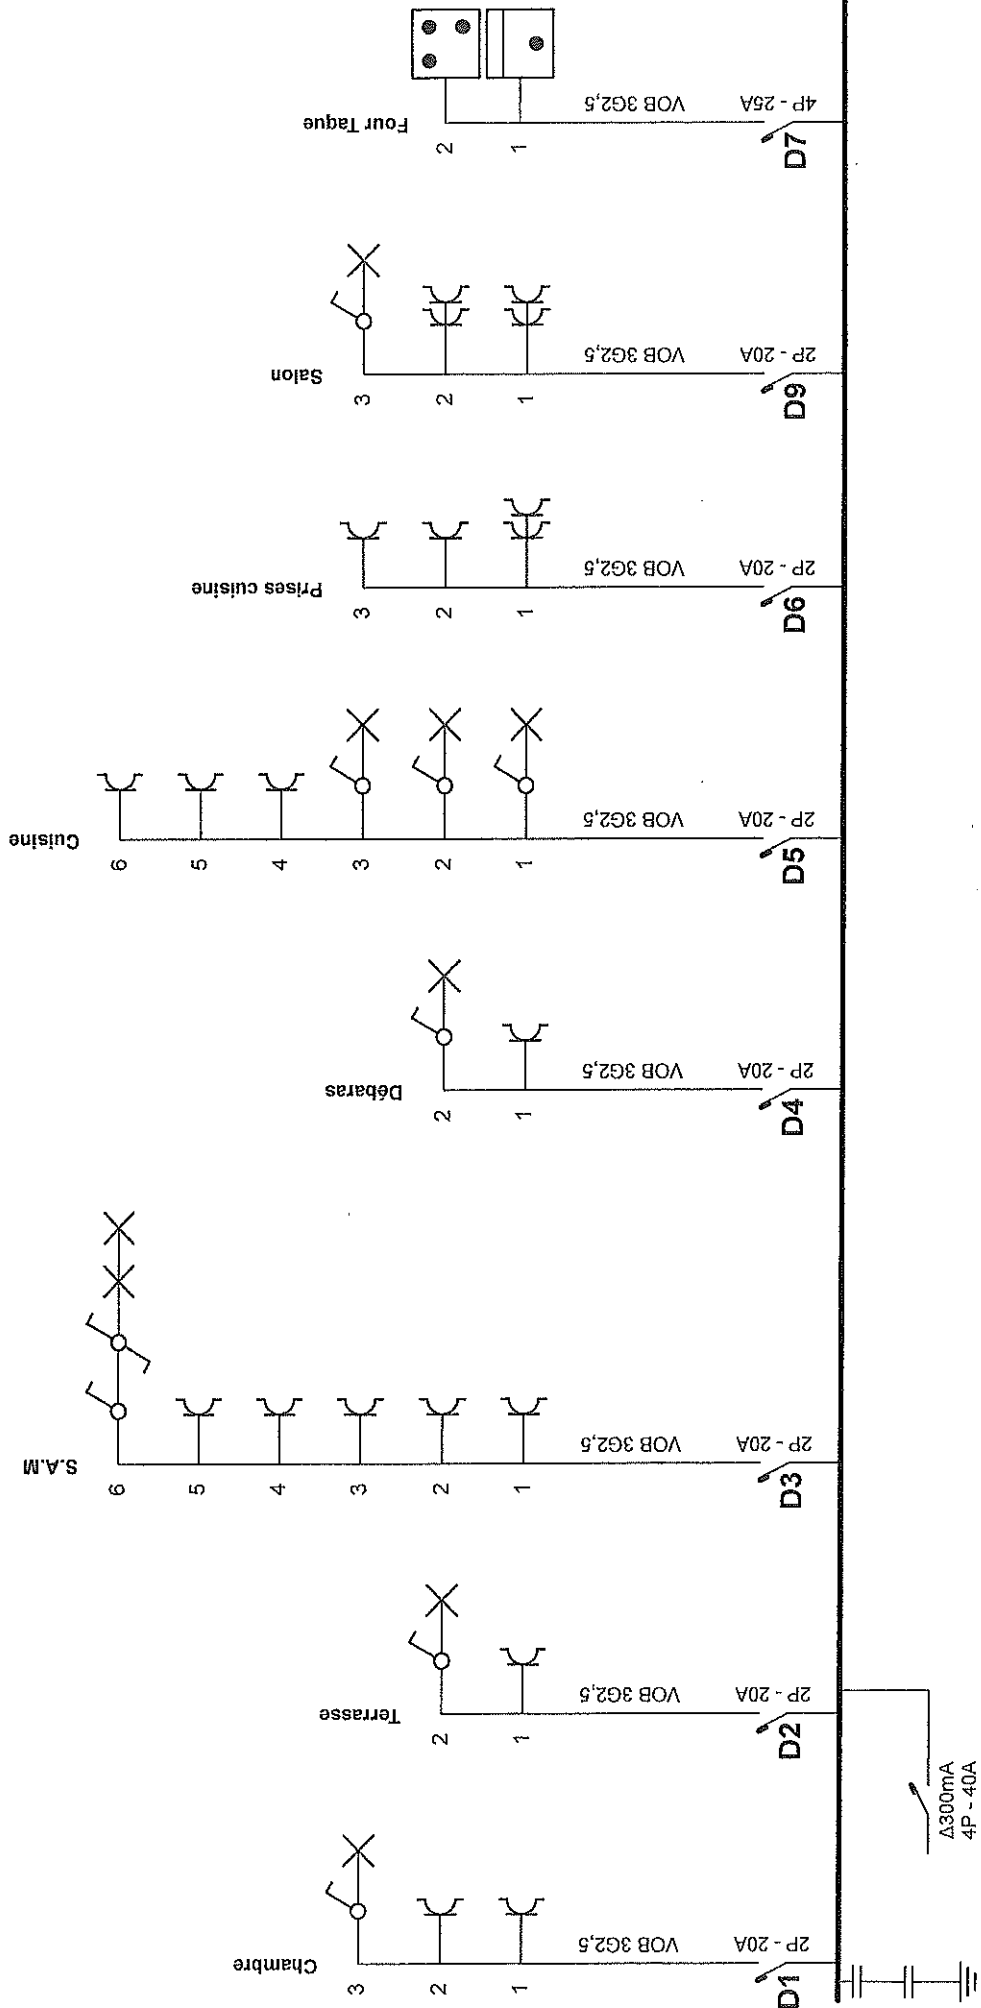 Chambre
3
2
1
VOB 3G2,5
2P - 20A
D1
Terrasse
2
1
VOB 3G2,5
2P - 20A
D2
Δ300mA
4P - 40A
S.A.M
6
5
4
3
2
1
VOB 3G2,5
2P - 20A
D3
Débaras
2
1
VOB 3G2,5
2P - 20A
D4
Cuisine
6
5
4
3
2
1
VOB 3G2,5
2P - 20A
D5
Prises cuisine
3
2
1
VOB 3G2,5
2P - 20A
D6
Salon
3
2
1
VOB 3G2,5
2P - 20A
D9
Four Taque
2
1
VOB 3G2,5
4P - 25A
D7